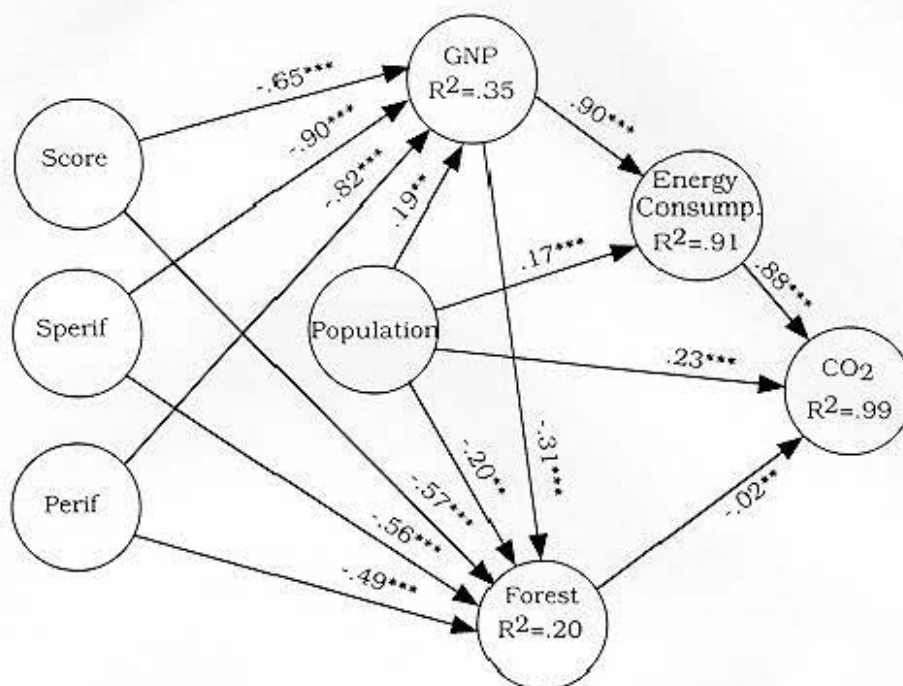 GNP
R²=.35
-.65***
.90***
-.90***
Score
-.82***
.19**
Energy
Consump.
R²=.91
.17***
.88***
Sperif
Population
.23***
CO₂
R²=.99
-.31***
-.20**
-.57***
-.02**
Perif
-.56***
-.49***
Forest
R²=.20